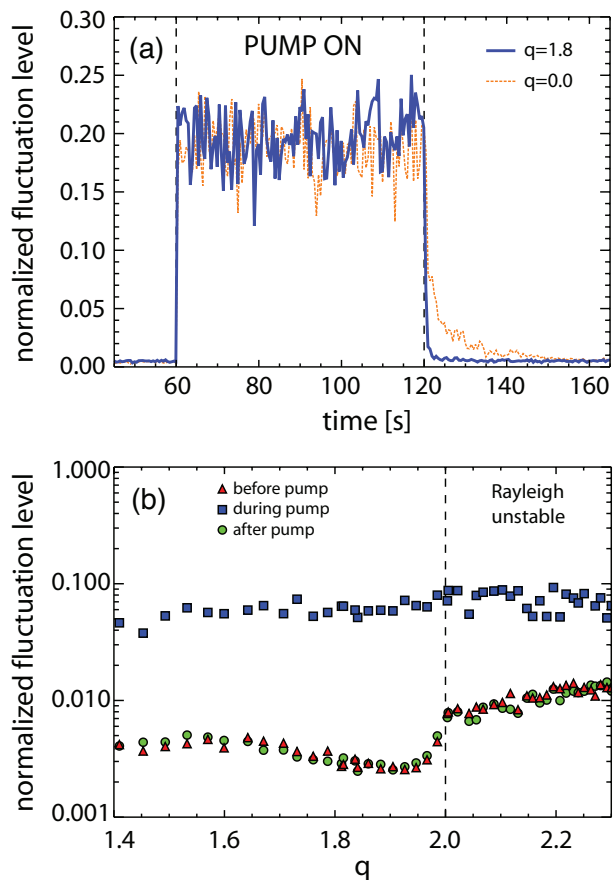 (a)
PUMP ON
q=1.8
q=0.0
normalized fluctuation level
0.30
0.25
0.20
0.15
0.10
0.05
0.00
60 80 100 120 140 160
time [s]
(b)
before pump
during pump
after pump
Rayleigh
unstable
normalized fluctuation level
1.000
0.100
0.010
0.001
1.4 1.6 1.8 2.0 2.2
q